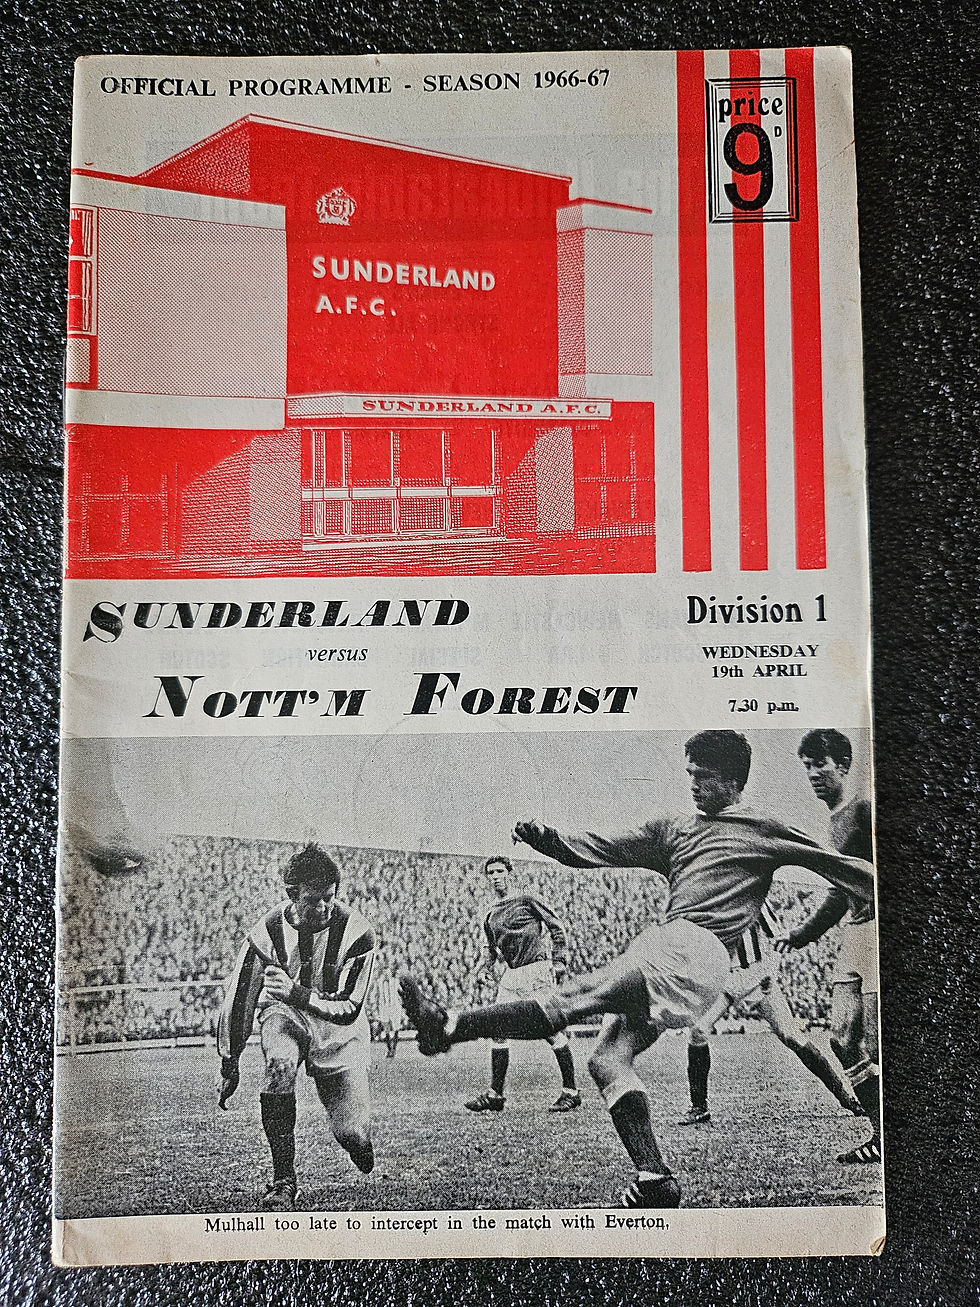 OFFICIAL PROGRAMME - SEASON 1966-67
price
9D
SUNDERLAND
A.F.C.
SUNDERLAND A.F.C.
SUNDERLAND
versus
NOTT'M FOREST
Division 1
WEDNESDAY
19th APRIL
7.30 p.m.
Mulhall too late to intercept in the match with Everton.